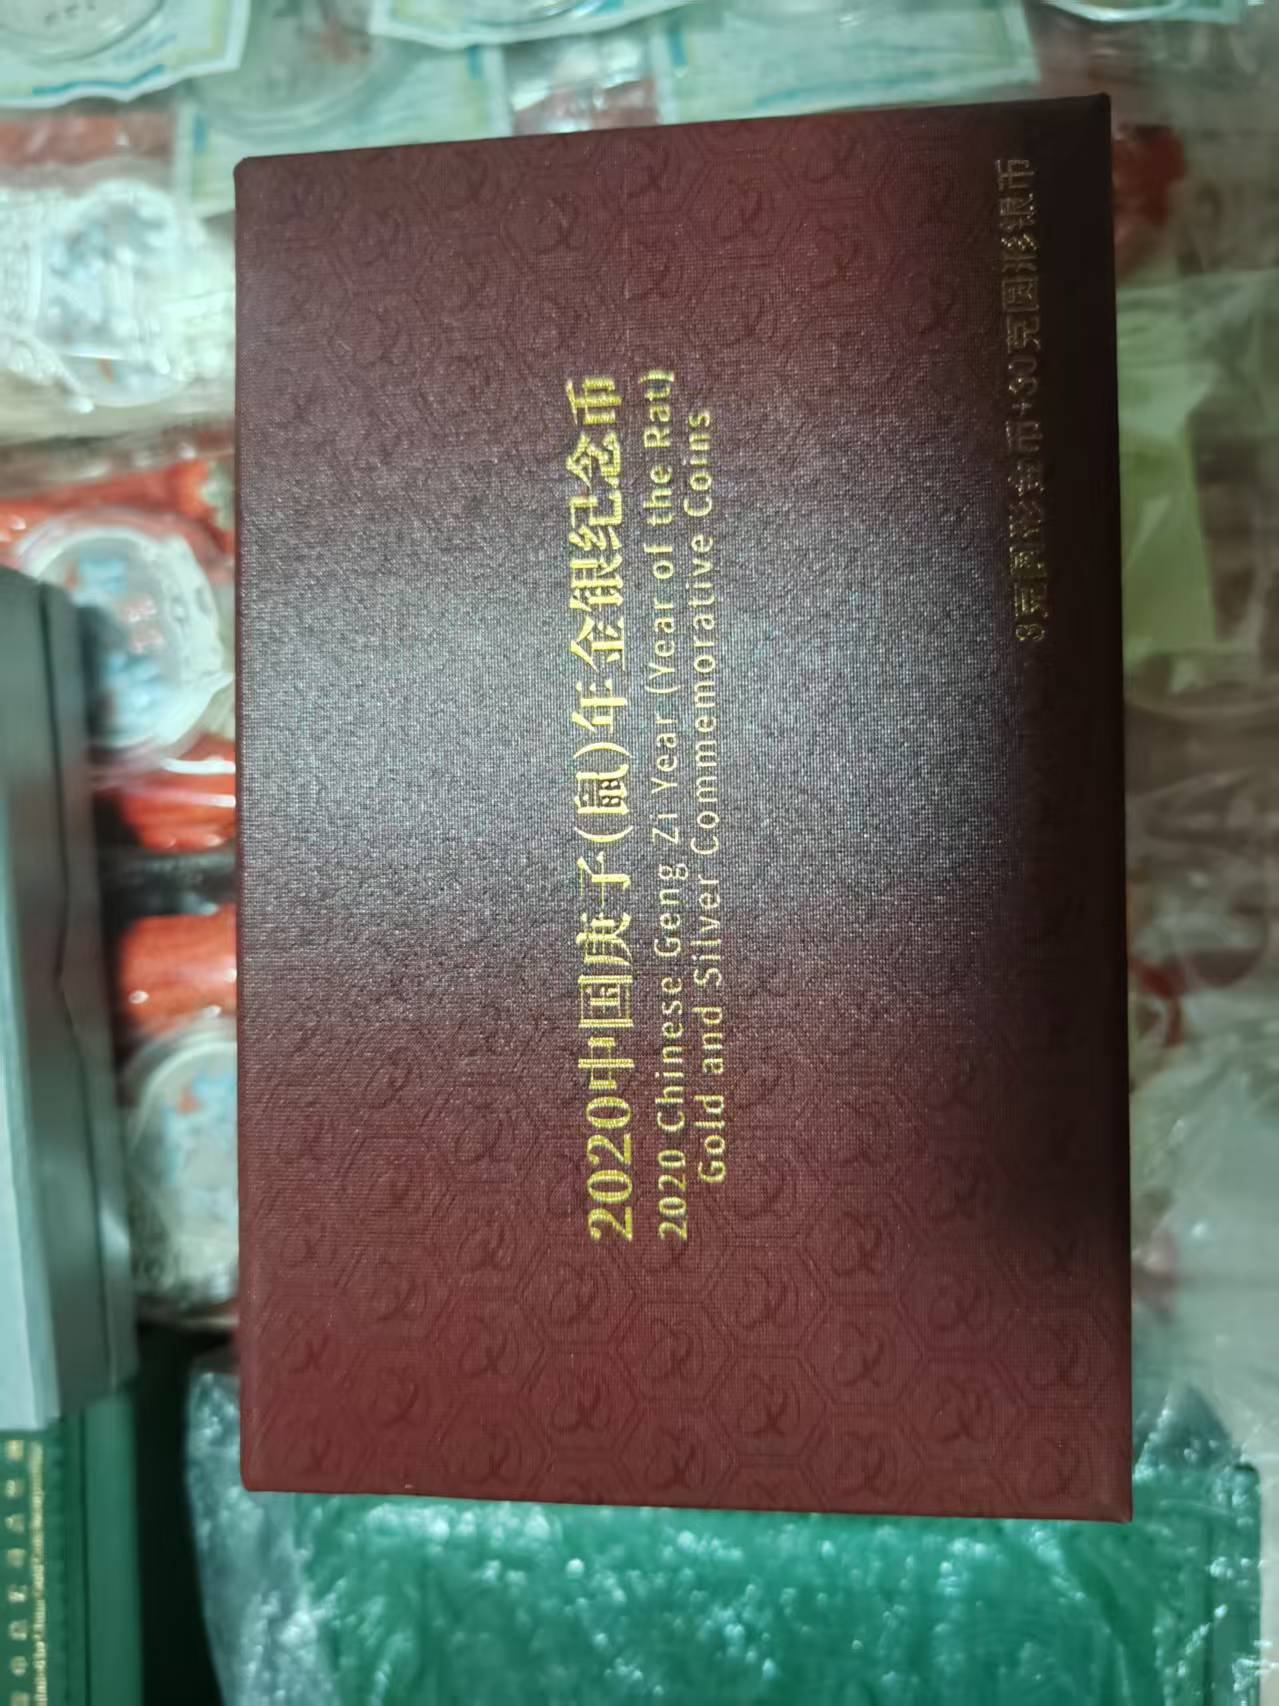 2020中国庚子(鼠)年金银纪念币
2020 Chinese Geng Zi Year (Year of the Rat)
Gold and Silver Commemorative Coins
8克圆形金币+30克圆形银币